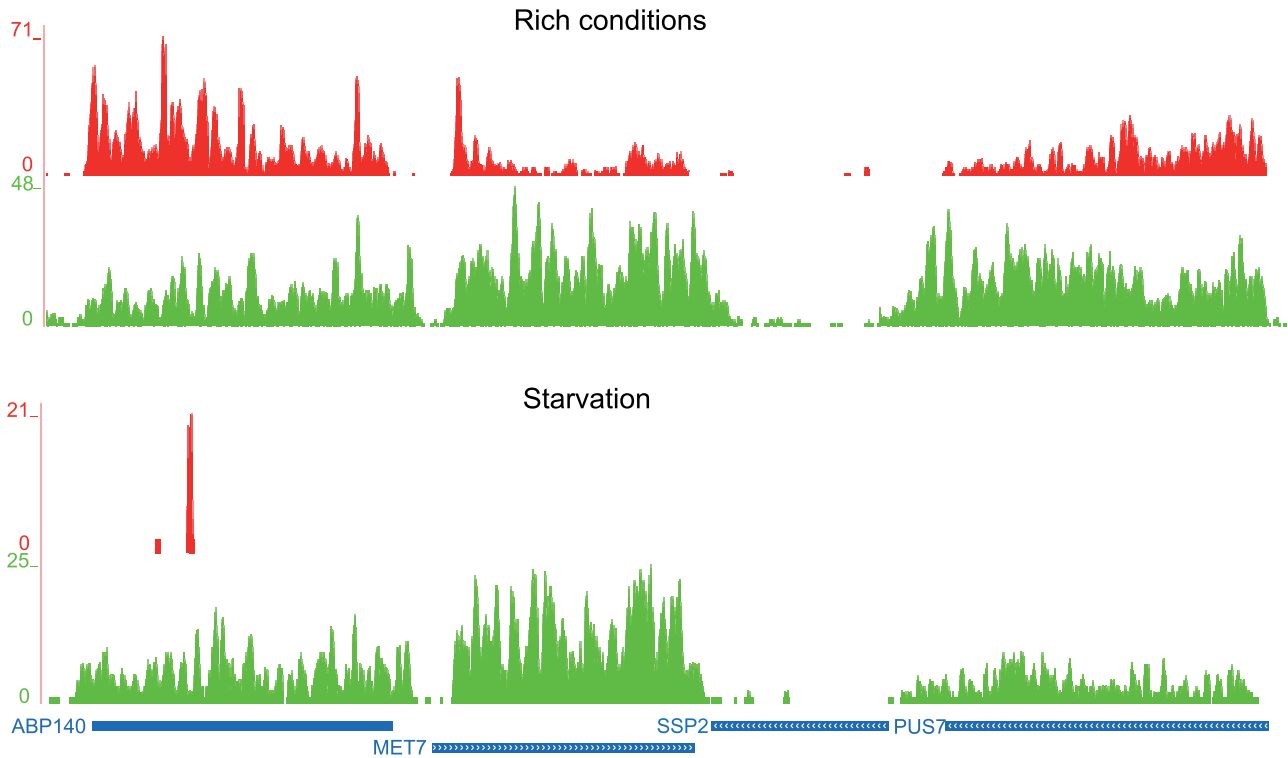 Rich conditions
71
0
48
0
Starvation
21
0
25
0
ABP140
SSP2
PUS7
MET7